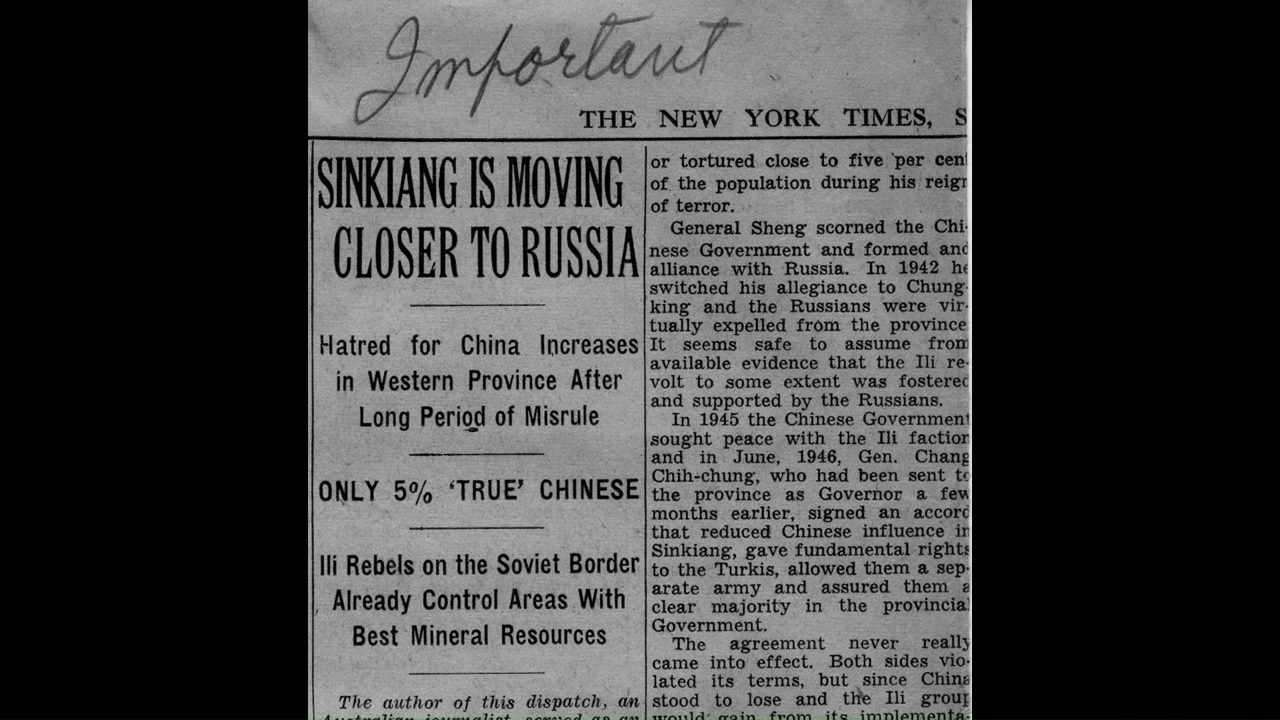 Important
THE NEW YORK TIMES, S
SINKIANG IS MOVING
CLOSER TO RUSSIA
Hatred for China Increases
in Western Province After
Long Period of Misrule
ONLY 5% ‘TRUE’ CHINESE
Ili Rebels on the Soviet Border
Already Control Areas With
Best Mineral Resources
The author of this dispatch, an
Australian journalist, served as an
or tortured close to five per cent
of the population during his reign
of terror.
General Sheng scorned the Chi-
nese Government and formed and
alliance with Russia. In 1942 he
switched his allegiance to Chung-
king and the Russians were vir-
tually expelled from the province
It seems safe to assume from
available evidence that the Ili re-
volt to some extent was fostered
and supported by the Russians.
In 1945 the Chinese Government
sought peace with the Ili faction
and in June, 1946, Gen. Chang
Chih-chung, who had been sent to
the province as Governor a few
months earlier, signed an accord
that reduced Chinese influence in
Sinkiang, gave fundamental rights
to the Turkis, allowed them a sep-
arate army and assured them a
clear majority in the provincial
Government.
The agreement never really
came into effect. Both sides vio-
lated its terms, but since China
stood to lose and the Ili group
would gain from its implementa-